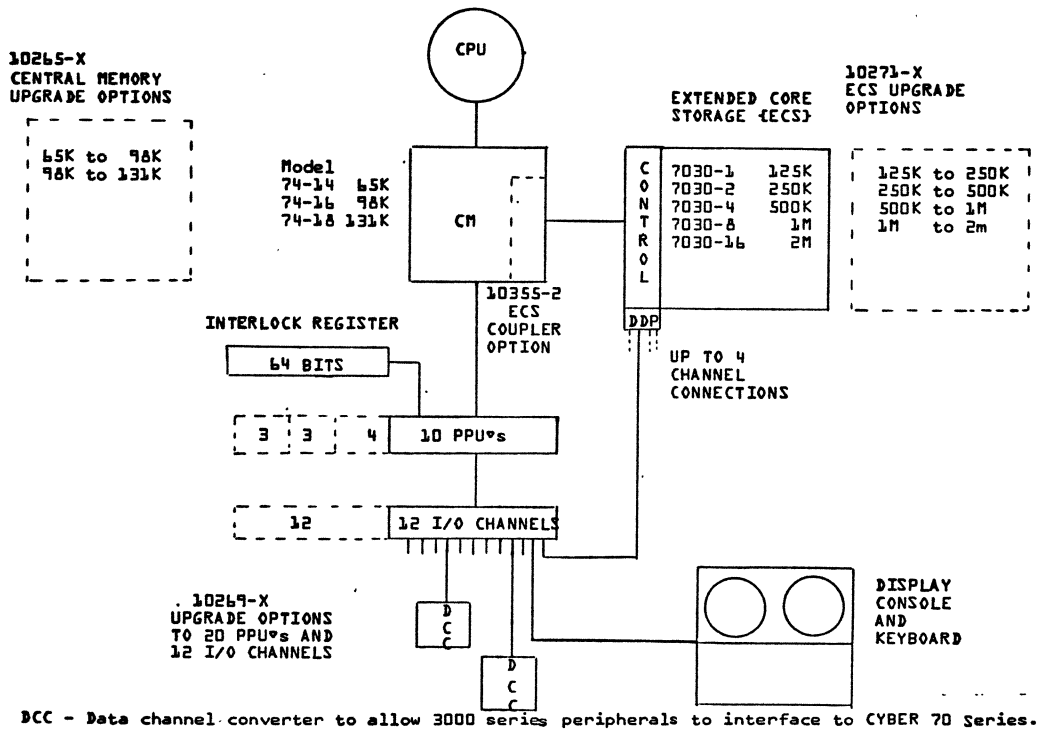 CPU
10265-X
CENTRAL MEMORY
UPGRADE OPTIONS
65K to 98K
98K to 131K
Model
74-14 65K
74-16 98K
74-18 131K
CM
10355-2
ECS
COUPLER
OPTION
EXTENDED CORE
STORAGE {ECS}
CONTROL
7030-1 125K
7030-2 250K
7030-4 500K
7030-8 1M
7030-16 2M
DDP
UP TO 4
CHANNEL
CONNECTIONS
10271-X
ECS UPGRADE
OPTIONS
125K to 250K
250K to 500K
500K to 1M
1M to 2m
INTERLOCK REGISTER
64 BITS
3 3 4 10 PPU▾s
12 12 I/O CHANNELS
10269-X
UPGRADE OPTIONS
TO 20 PPU▾s AND
12 I/O CHANNELS
DCC
DCC
DISPLAY
CONSOLE
AND
KEYBOARD
DCC - Data channel converter to allow 3000 series peripherals to interface to CYBER 70 Series.